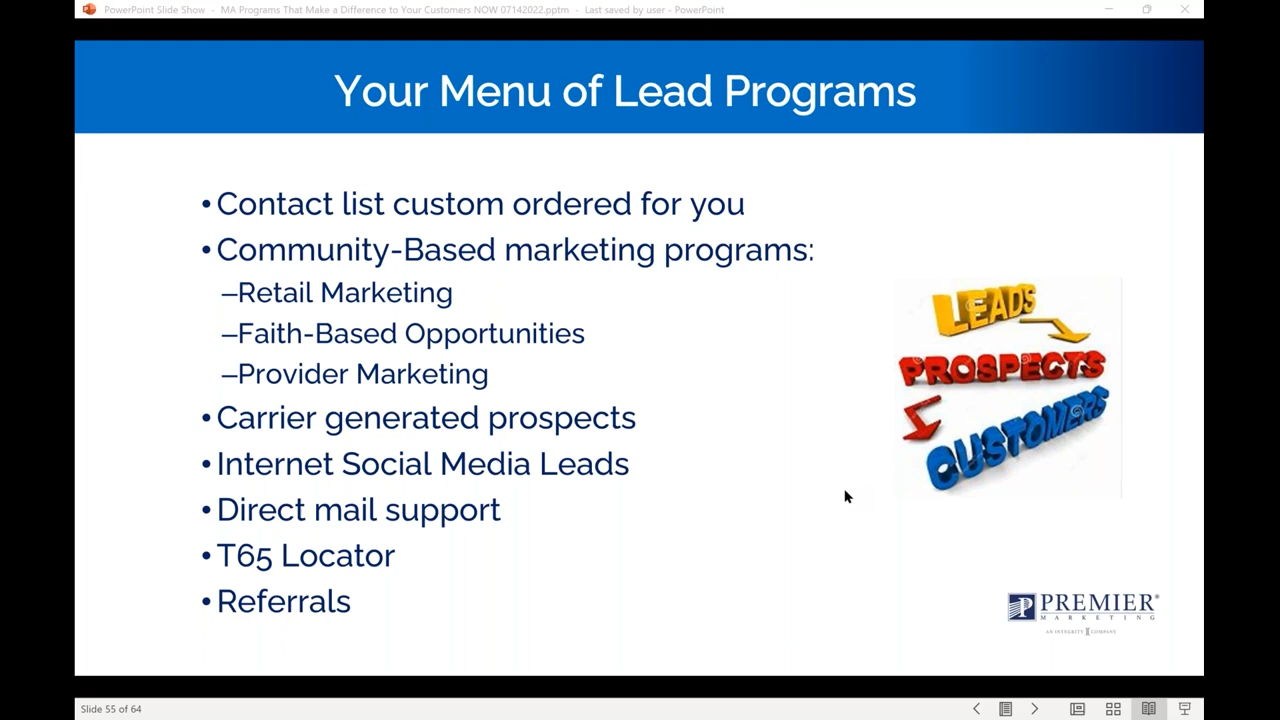 PowerPoint Slide Show - MA Programs That Make a Difference to Your Customers NOW 07142022.pptm - Last saved by user - PowerPoint
Your Menu of Lead Programs
• Contact list custom ordered for you
• Community-Based marketing programs:
–Retail Marketing
–Faith-Based Opportunities
–Provider Marketing
• Carrier generated prospects
• Internet Social Media Leads
• Direct mail support
• T65 Locator
• Referrals
LEADS
PROSPECTS
CUSTOMERS
PREMIER®
MARKETING
AN INTEGRITY COMPANY
Slide 55 of 64